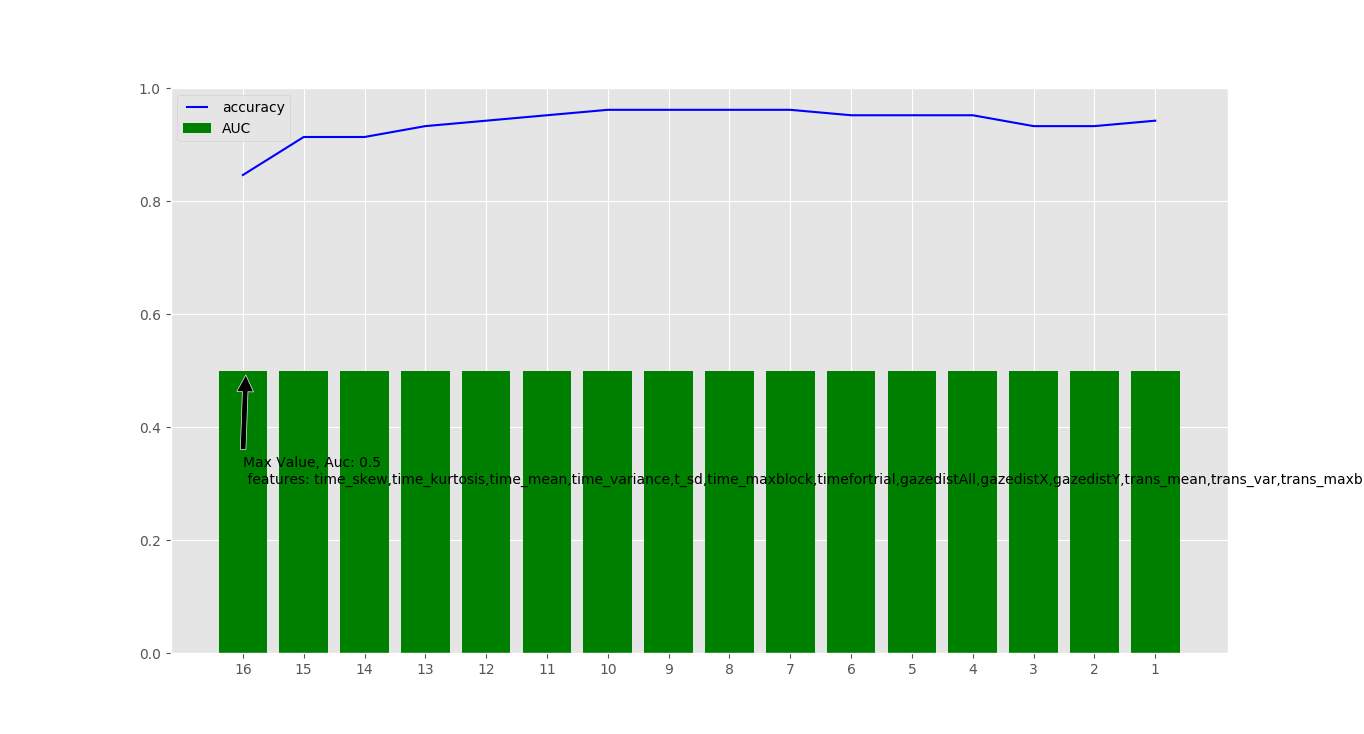 1.0
accuracy
AUC
0.8
0.6
0.4
Max Value, Auc: 0.5
features: time_skew,time_kurtosis,time_mean,time_variance,t_sd,time_maxblock,timefortrial,gazedistAll,gazedistX,gazedistY,trans_mean,trans_var,trans_maxb
0.2
0.0
16 15 14 13 12 11 10 9 8 7 6 5 4 3 2 1